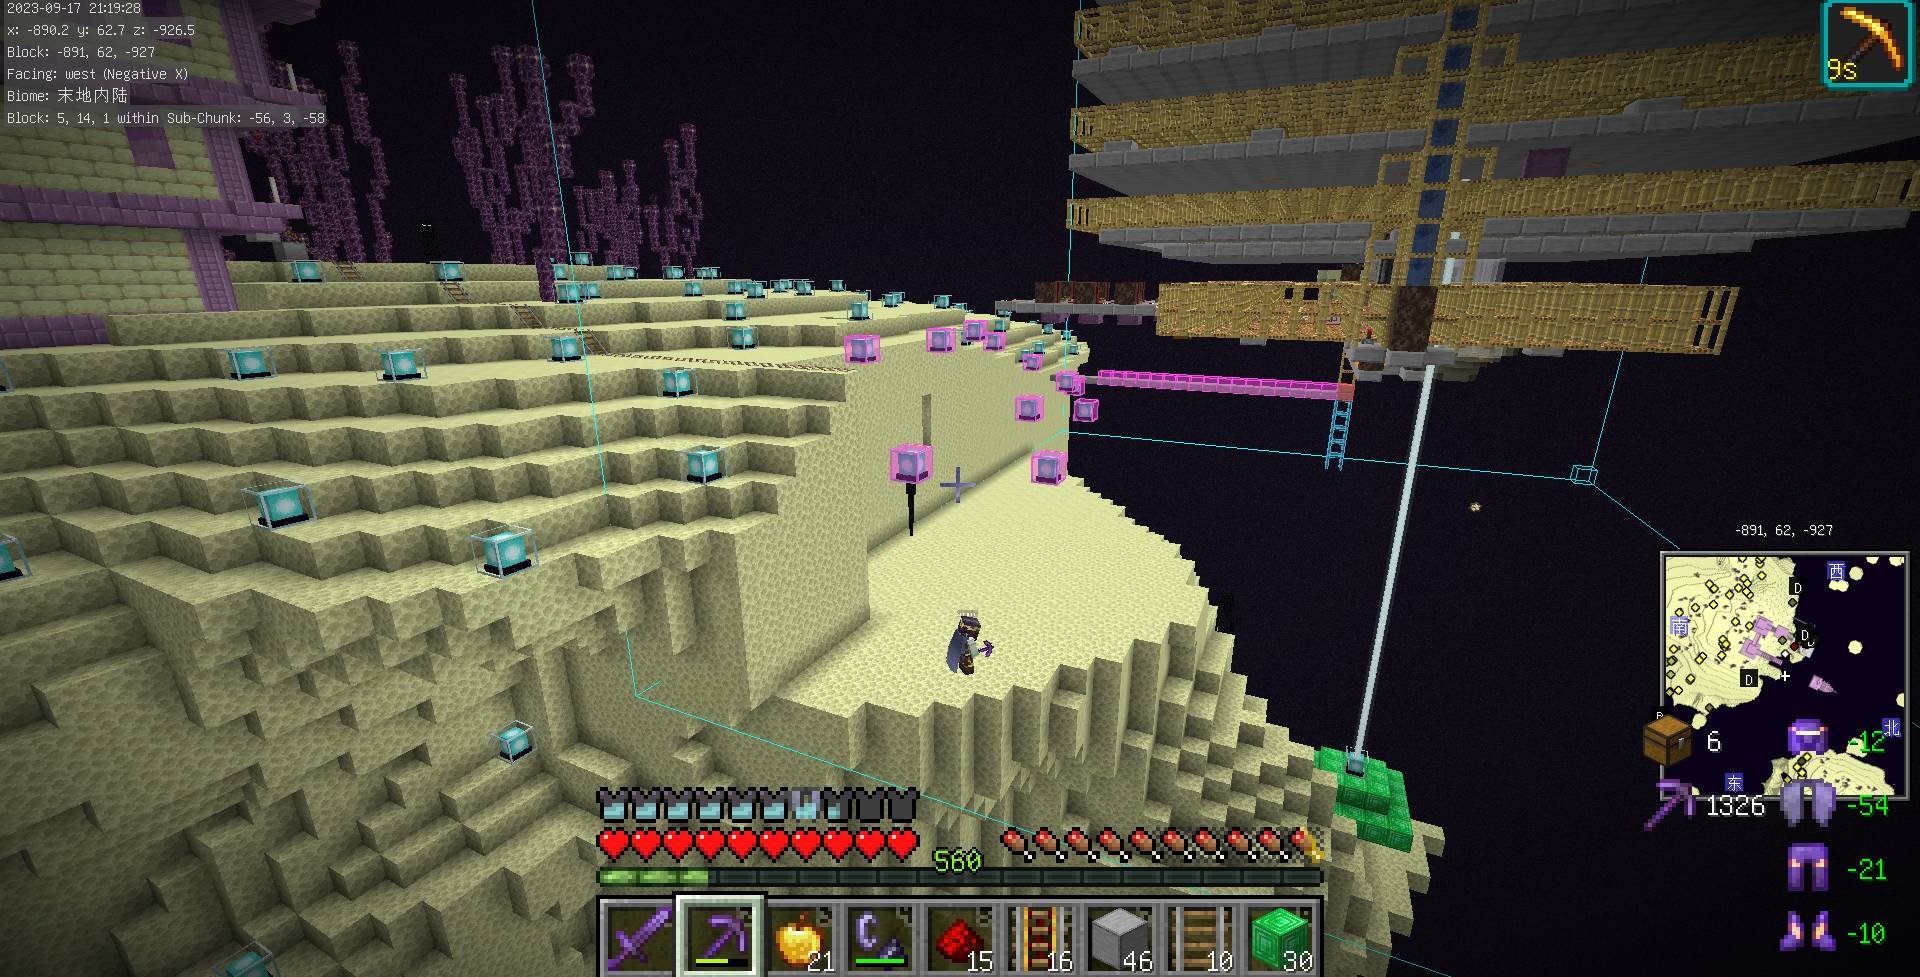 2023-09-17 21:19:28
x: -890.2 y: 62.7 z: -926.5
Block: -891, 62, -927
Facing: west (Negative X)
Biome: 末地内陆
Block: 5, 14, 1 within Sub-Chunk: -56, 3, -58
9s
-891, 62, -927
西
D
南
D
D
北
东
6
-12
1326
-54
-21
-10
560
21
15
16
46
10
30